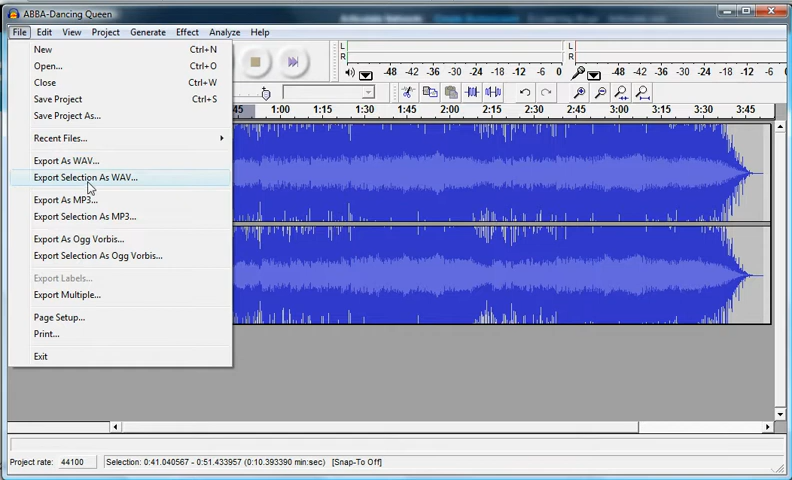 ABBA-Dancing Queen
File Edit View Project Generate Effect Analyze Help
New Ctrl+N
Open... Ctrl+O
Close Ctrl+W
Save Project Ctrl+S
Save Project As...
Recent Files...
Export As WAV...
Export Selection As WAV...
Export As MP3...
Export Selection As MP3...
Export As Ogg Vorbis...
Export Selection As Ogg Vorbis...
Export Labels...
Export Multiple...
Page Setup...
Print...
Exit
L
R
-48 -42 -36 -30 -24 -18 -12 -6 0
L
R
-48 -42 -36 -30 -24 -18 -12 -6
45 1:00 1:15 1:30 1:45 2:00 2:15 2:30 2:45 3:00 3:15 3:30 3:45
Project rate: 44100 Selection: 0:41.040567 - 0:51.433957 (0:10.393390 min:sec) [Snap-To Off]